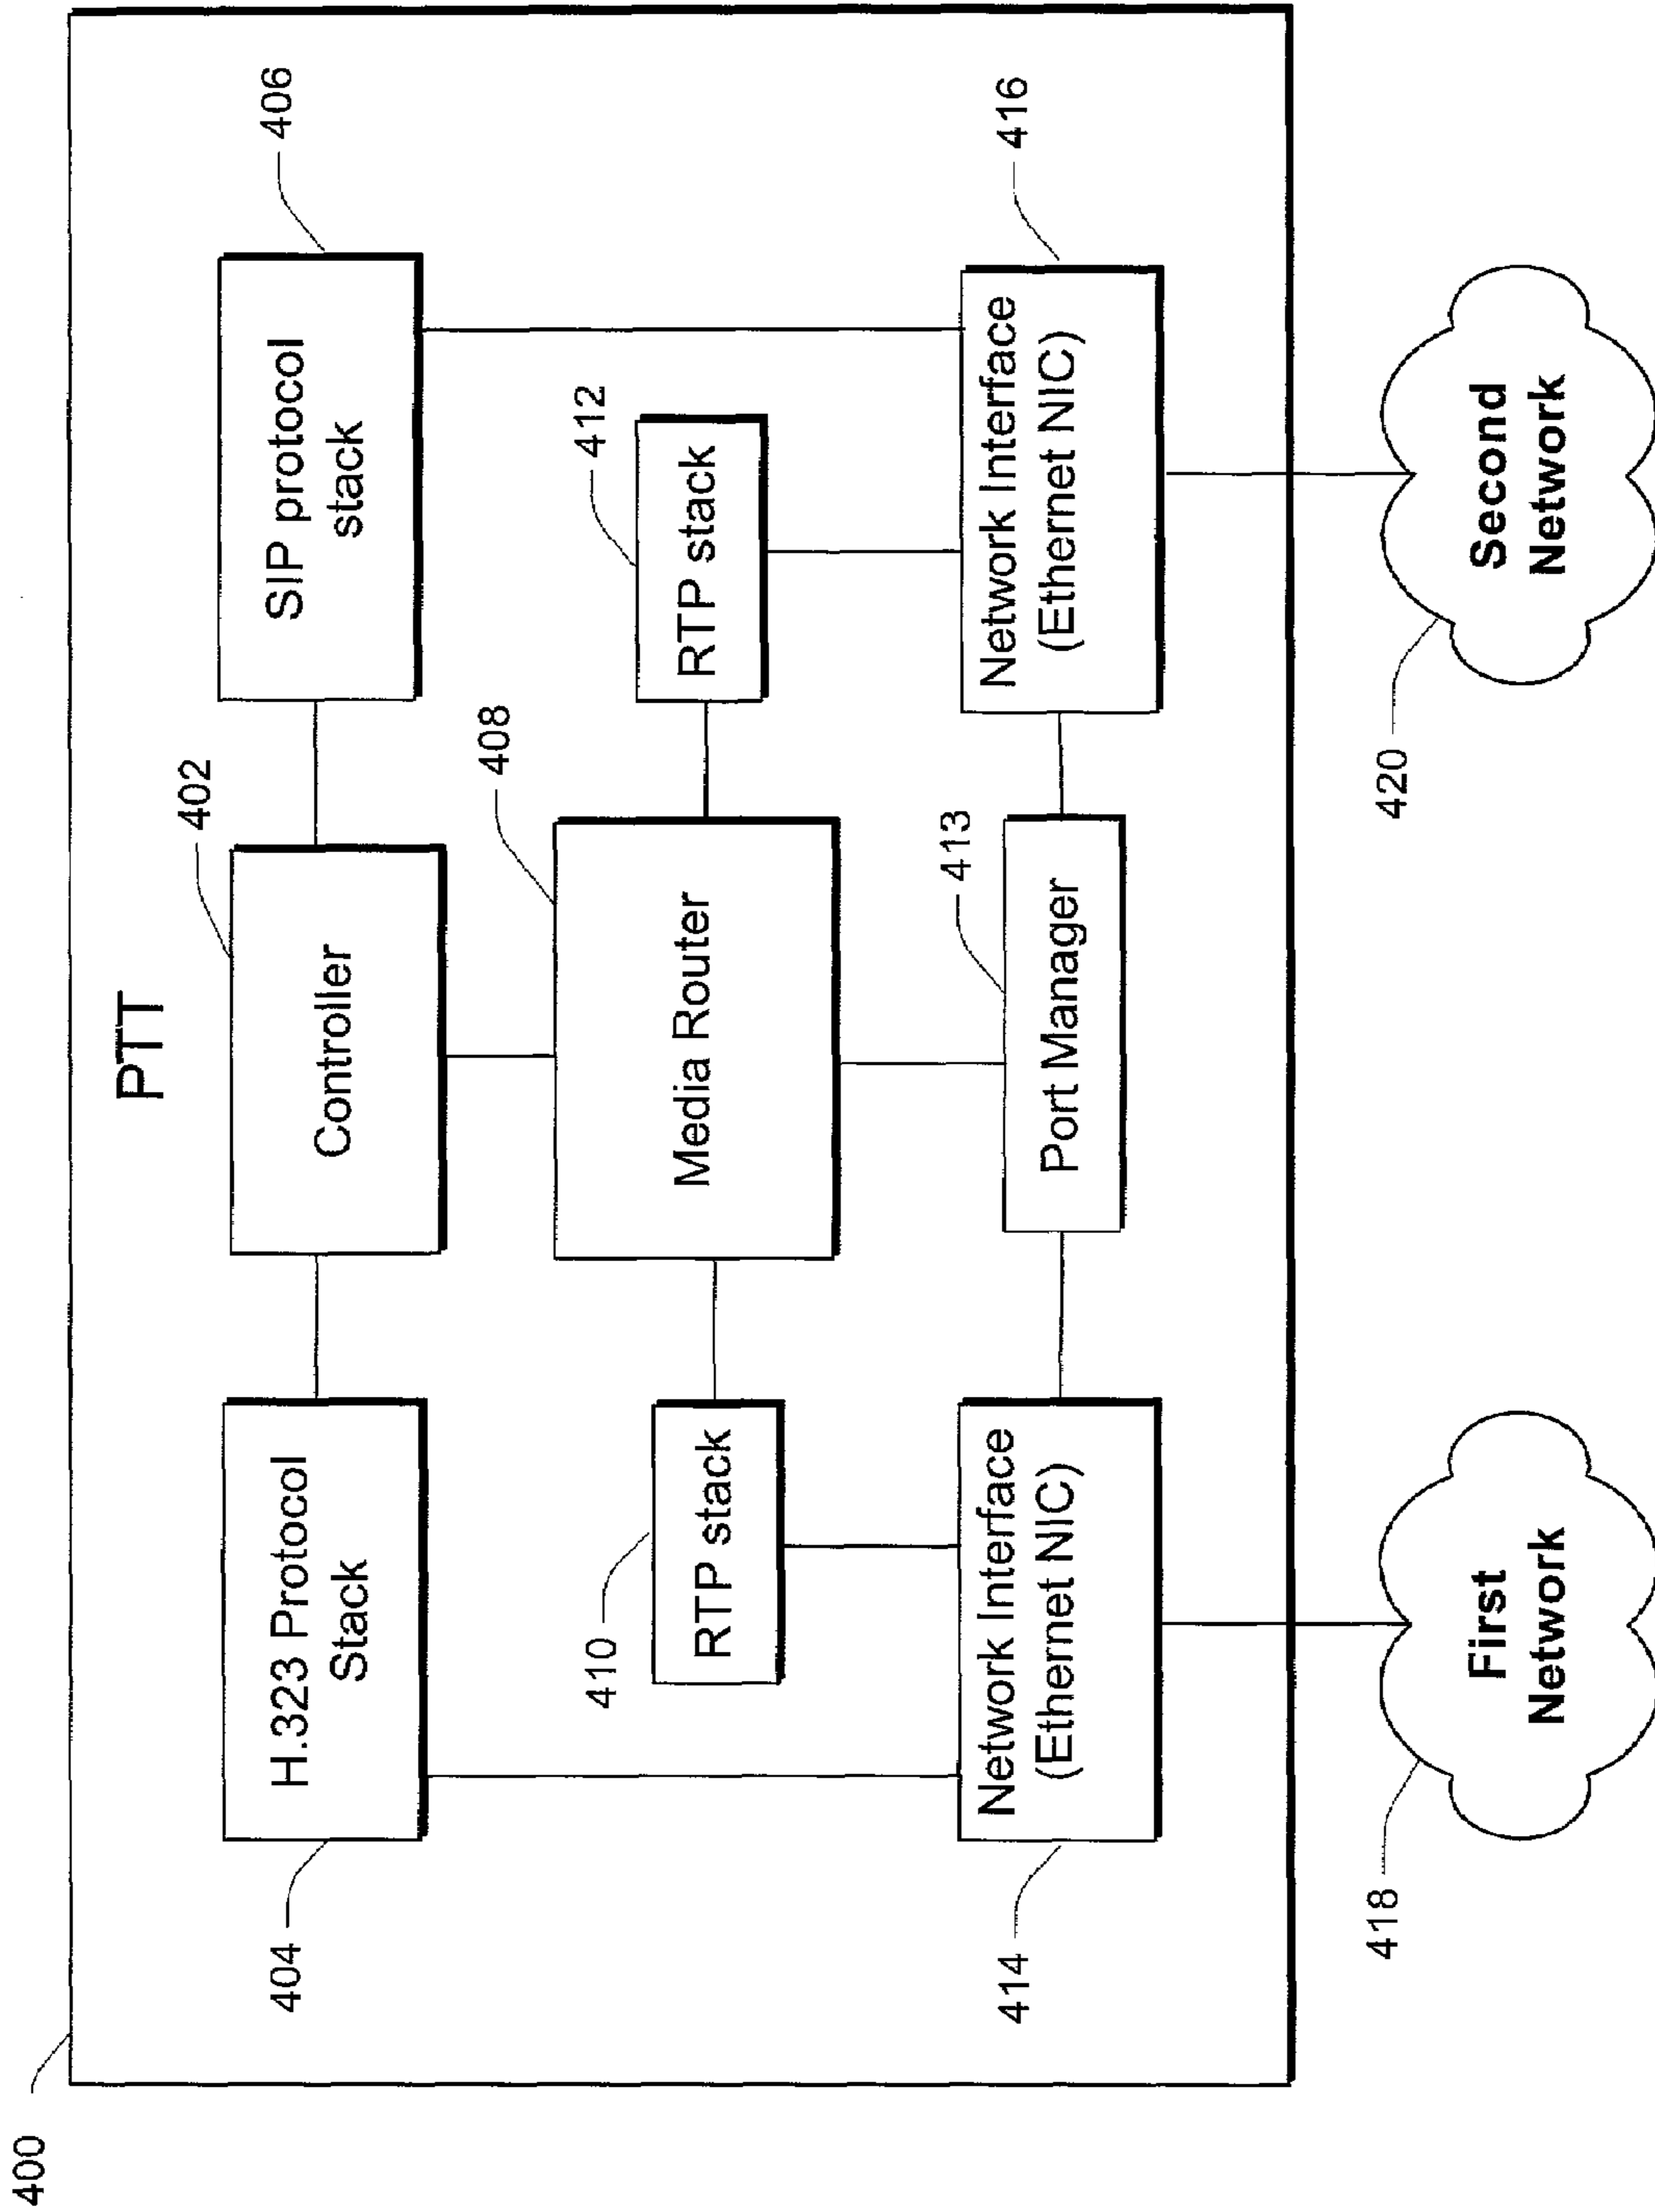 400
PTT
402
404
H.323 Protocol
Stack
Controller
SIP protocol
stack
406
408
410
RTP stack
Media Router
412
RTP stack
413
414
Network Interface
(Ethernet NIC)
Port Manager
Network Interface
(Ethernet NIC)
416
418
First
Network
420
Second
Network